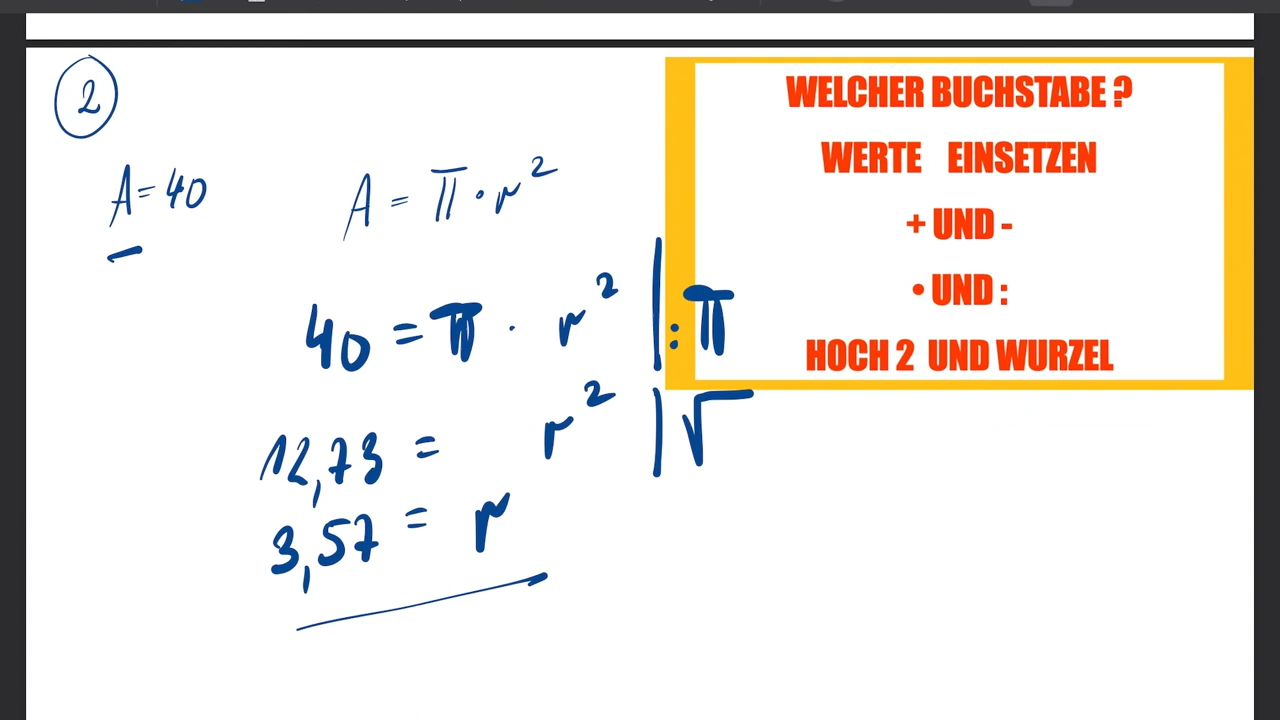 2
A = 40
A = π · r²
40 = π · r² | : π
12,73 = r² | √
3,57 = r
WELCHER BUCHSTABE ?
WERTE EINSETZEN
+ UND -
• UND :
HOCH 2 UND WURZEL